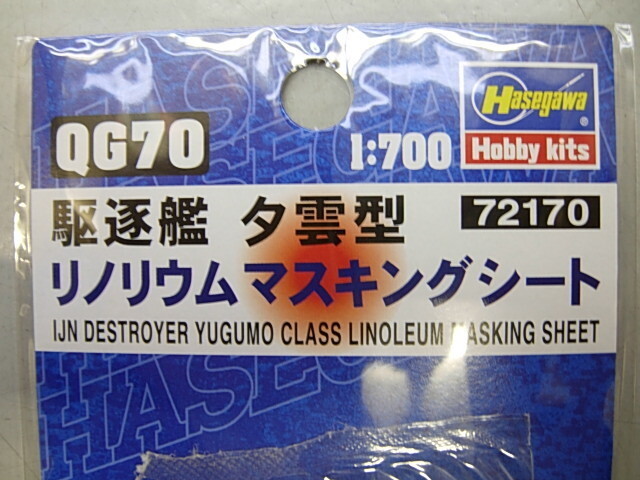 Hasegawa
Hobby kits
QG70
1:700
駆逐艦 夕雲型
72170
リノリウムマスキングシート
IJN DESTROYER YUGUMO CLASS LINOLEUM MASKING SHEET